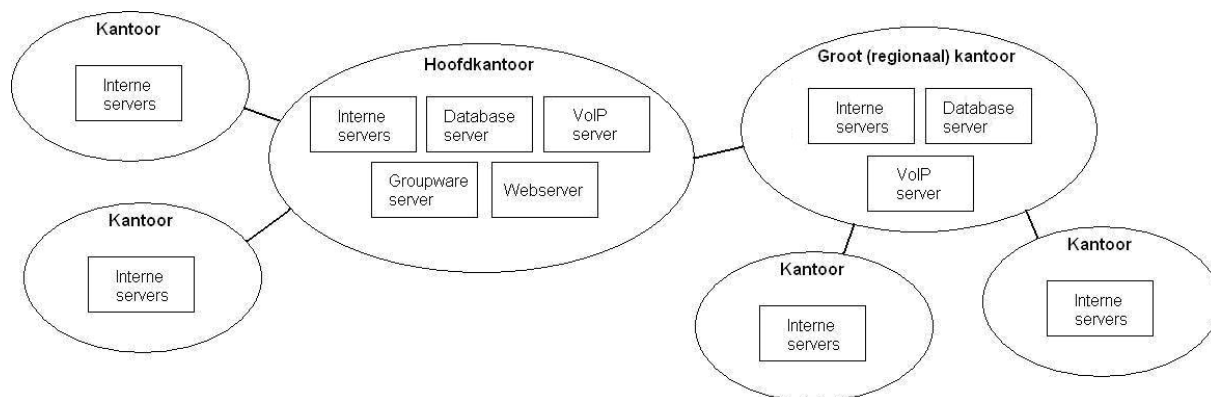 Kantoor
Interne
servers
Kantoor
Interne
servers
Hoofdkantoor
Interne
servers
Database
server
VoIP
server
Groupware
server
Webserver
Groot (regionaal) kantoor
Interne
servers
Database
server
VoIP
server
Kantoor
Interne
servers
Kantoor
Interne
servers